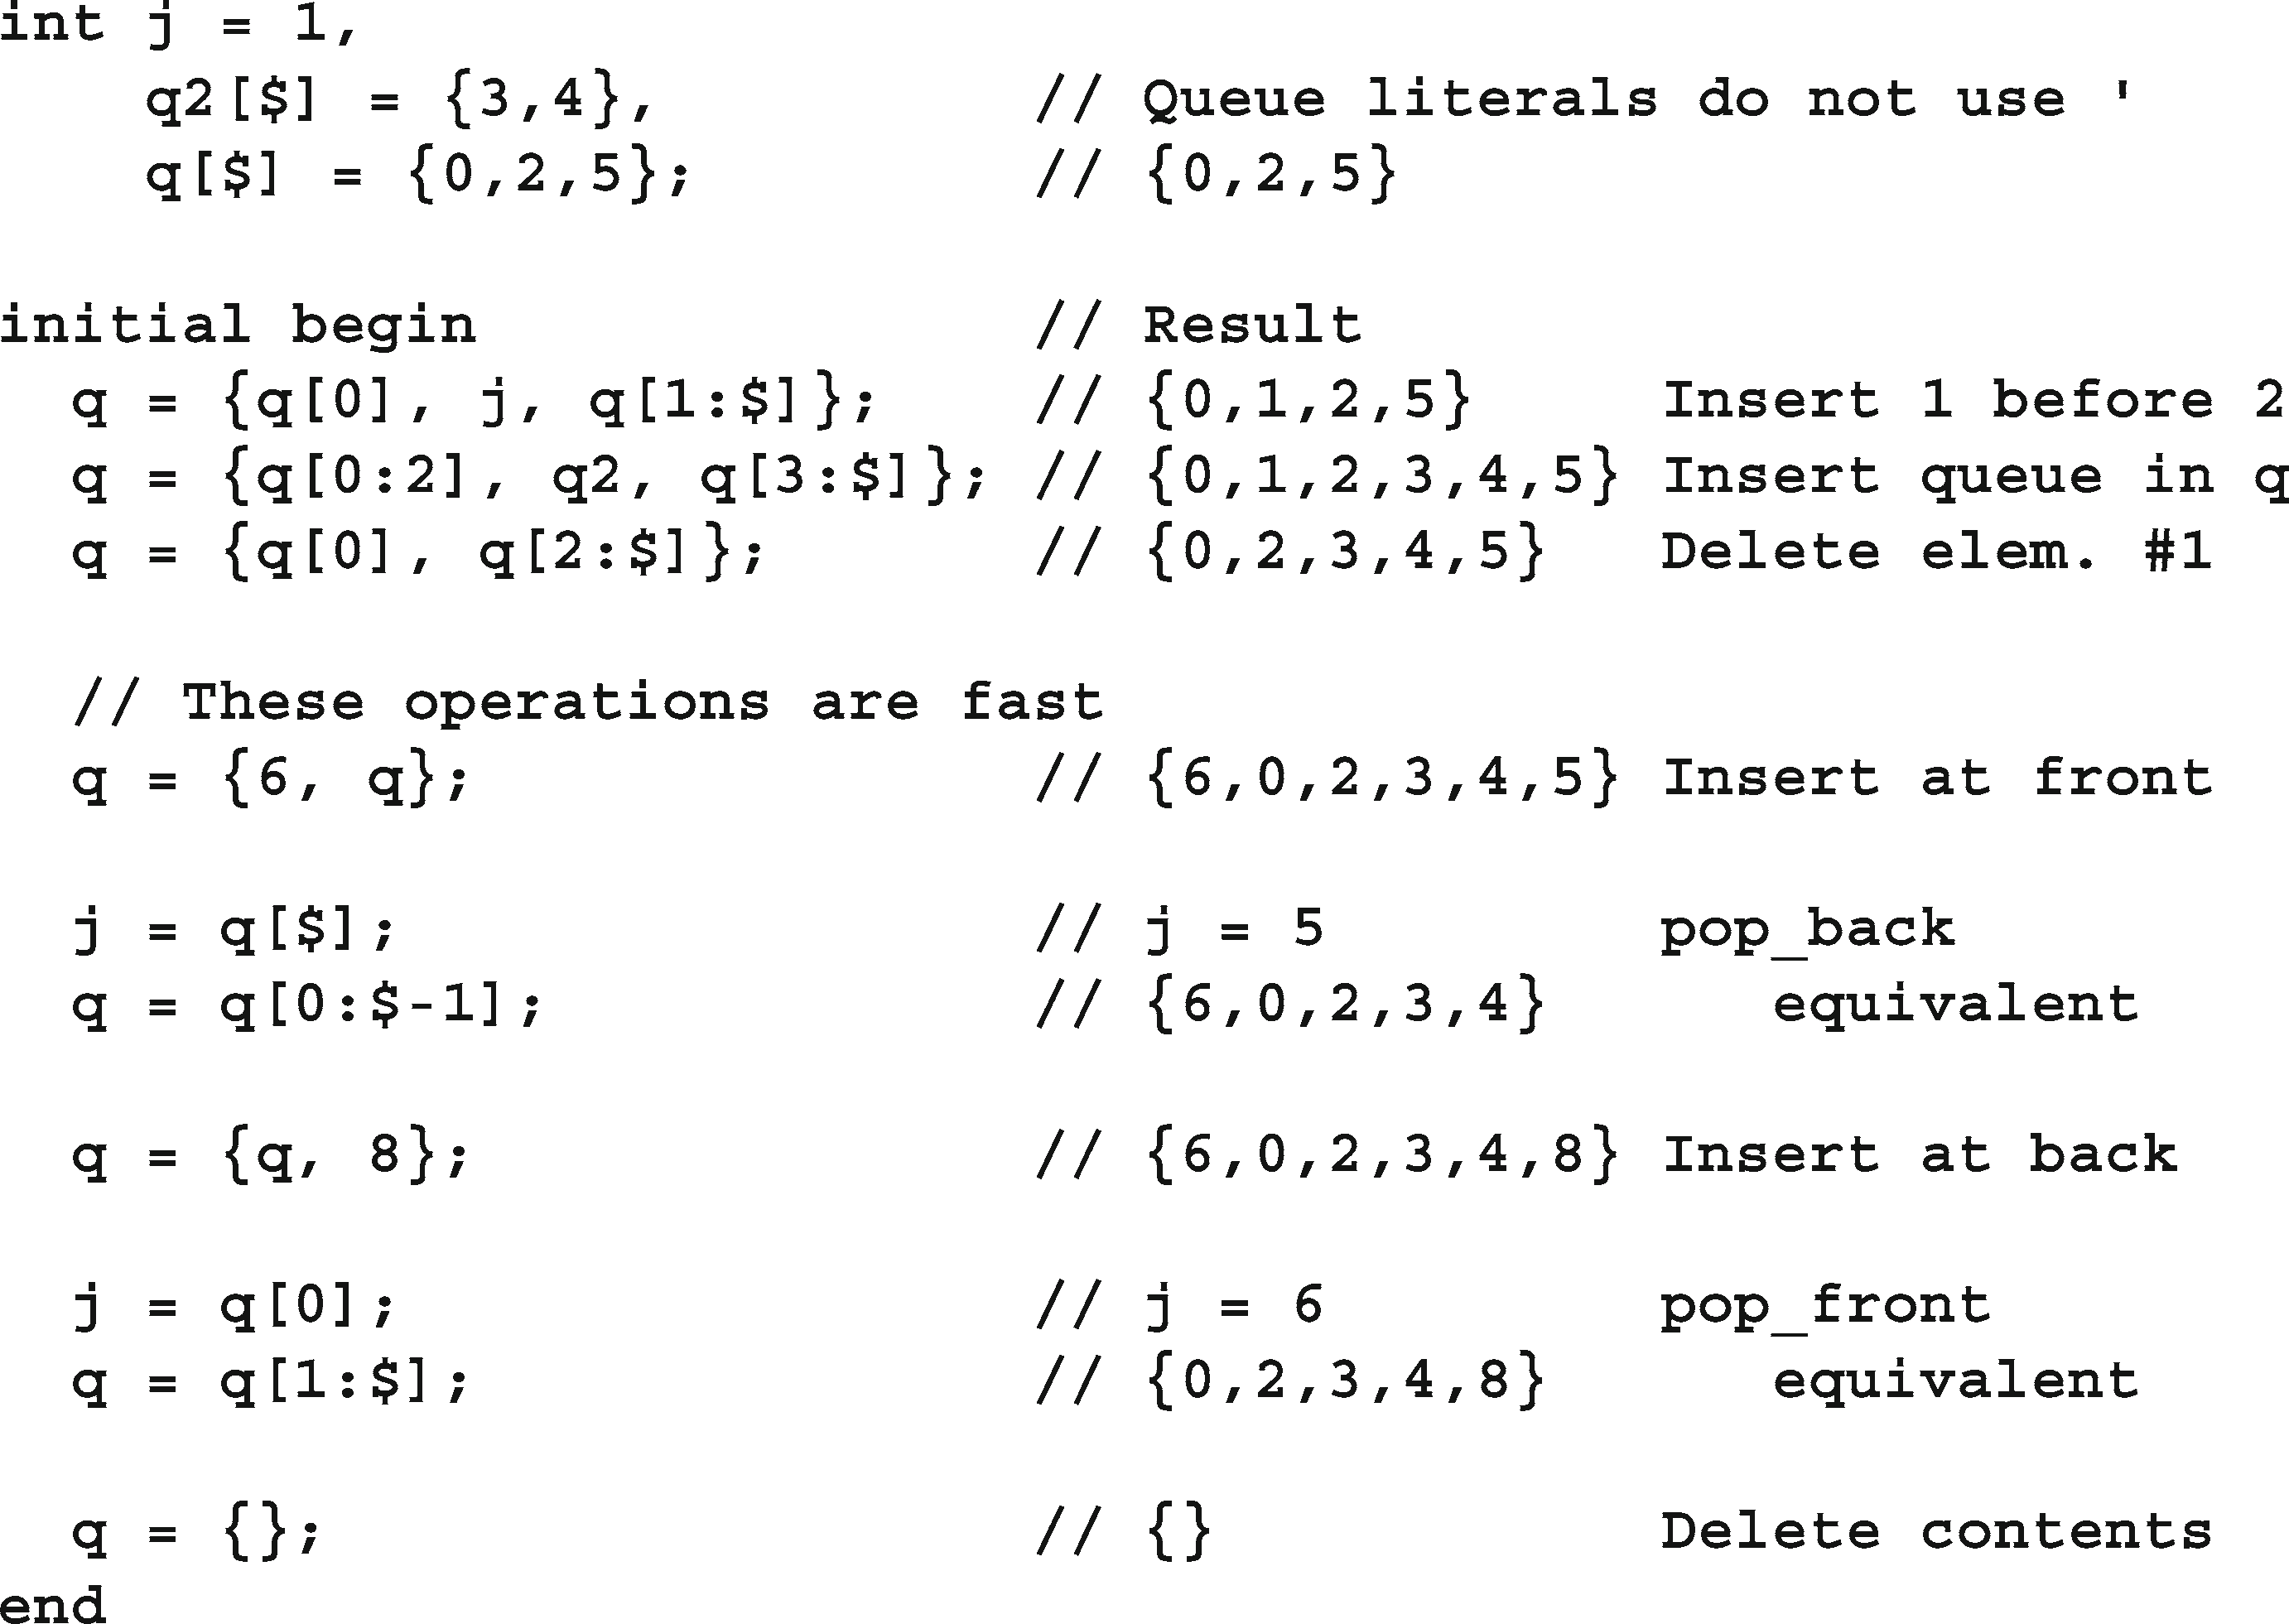 int j = 1,
    q2[$] = {3,4},          // Queue literals do not use '
    q[$] = {0,2,5};         // {0,2,5}

initial begin               // Result
  q = {q[0], j, q[1:$]};    // {0,1,2,5}     Insert 1 before 2
  q = {q[0:2], q2, q[3:$]}; // {0,1,2,3,4,5} Insert queue in q
  q = {q[0], q[2:$]};       // {0,2,3,4,5}   Delete elem. #1

  // These operations are fast
  q = {6, q};               // {6,0,2,3,4,5} Insert at front

  j = q[$];                 // j = 5         pop_back
  q = q[0:$-1];             // {6,0,2,3,4}      equivalent

  q = {q, 8};               // {6,0,2,3,4,8} Insert at back

  j = q[0];                 // j = 6         pop_front
  q = q[1:$];               // {0,2,3,4,8}      equivalent

  q = {};                   // {}            Delete contents
end